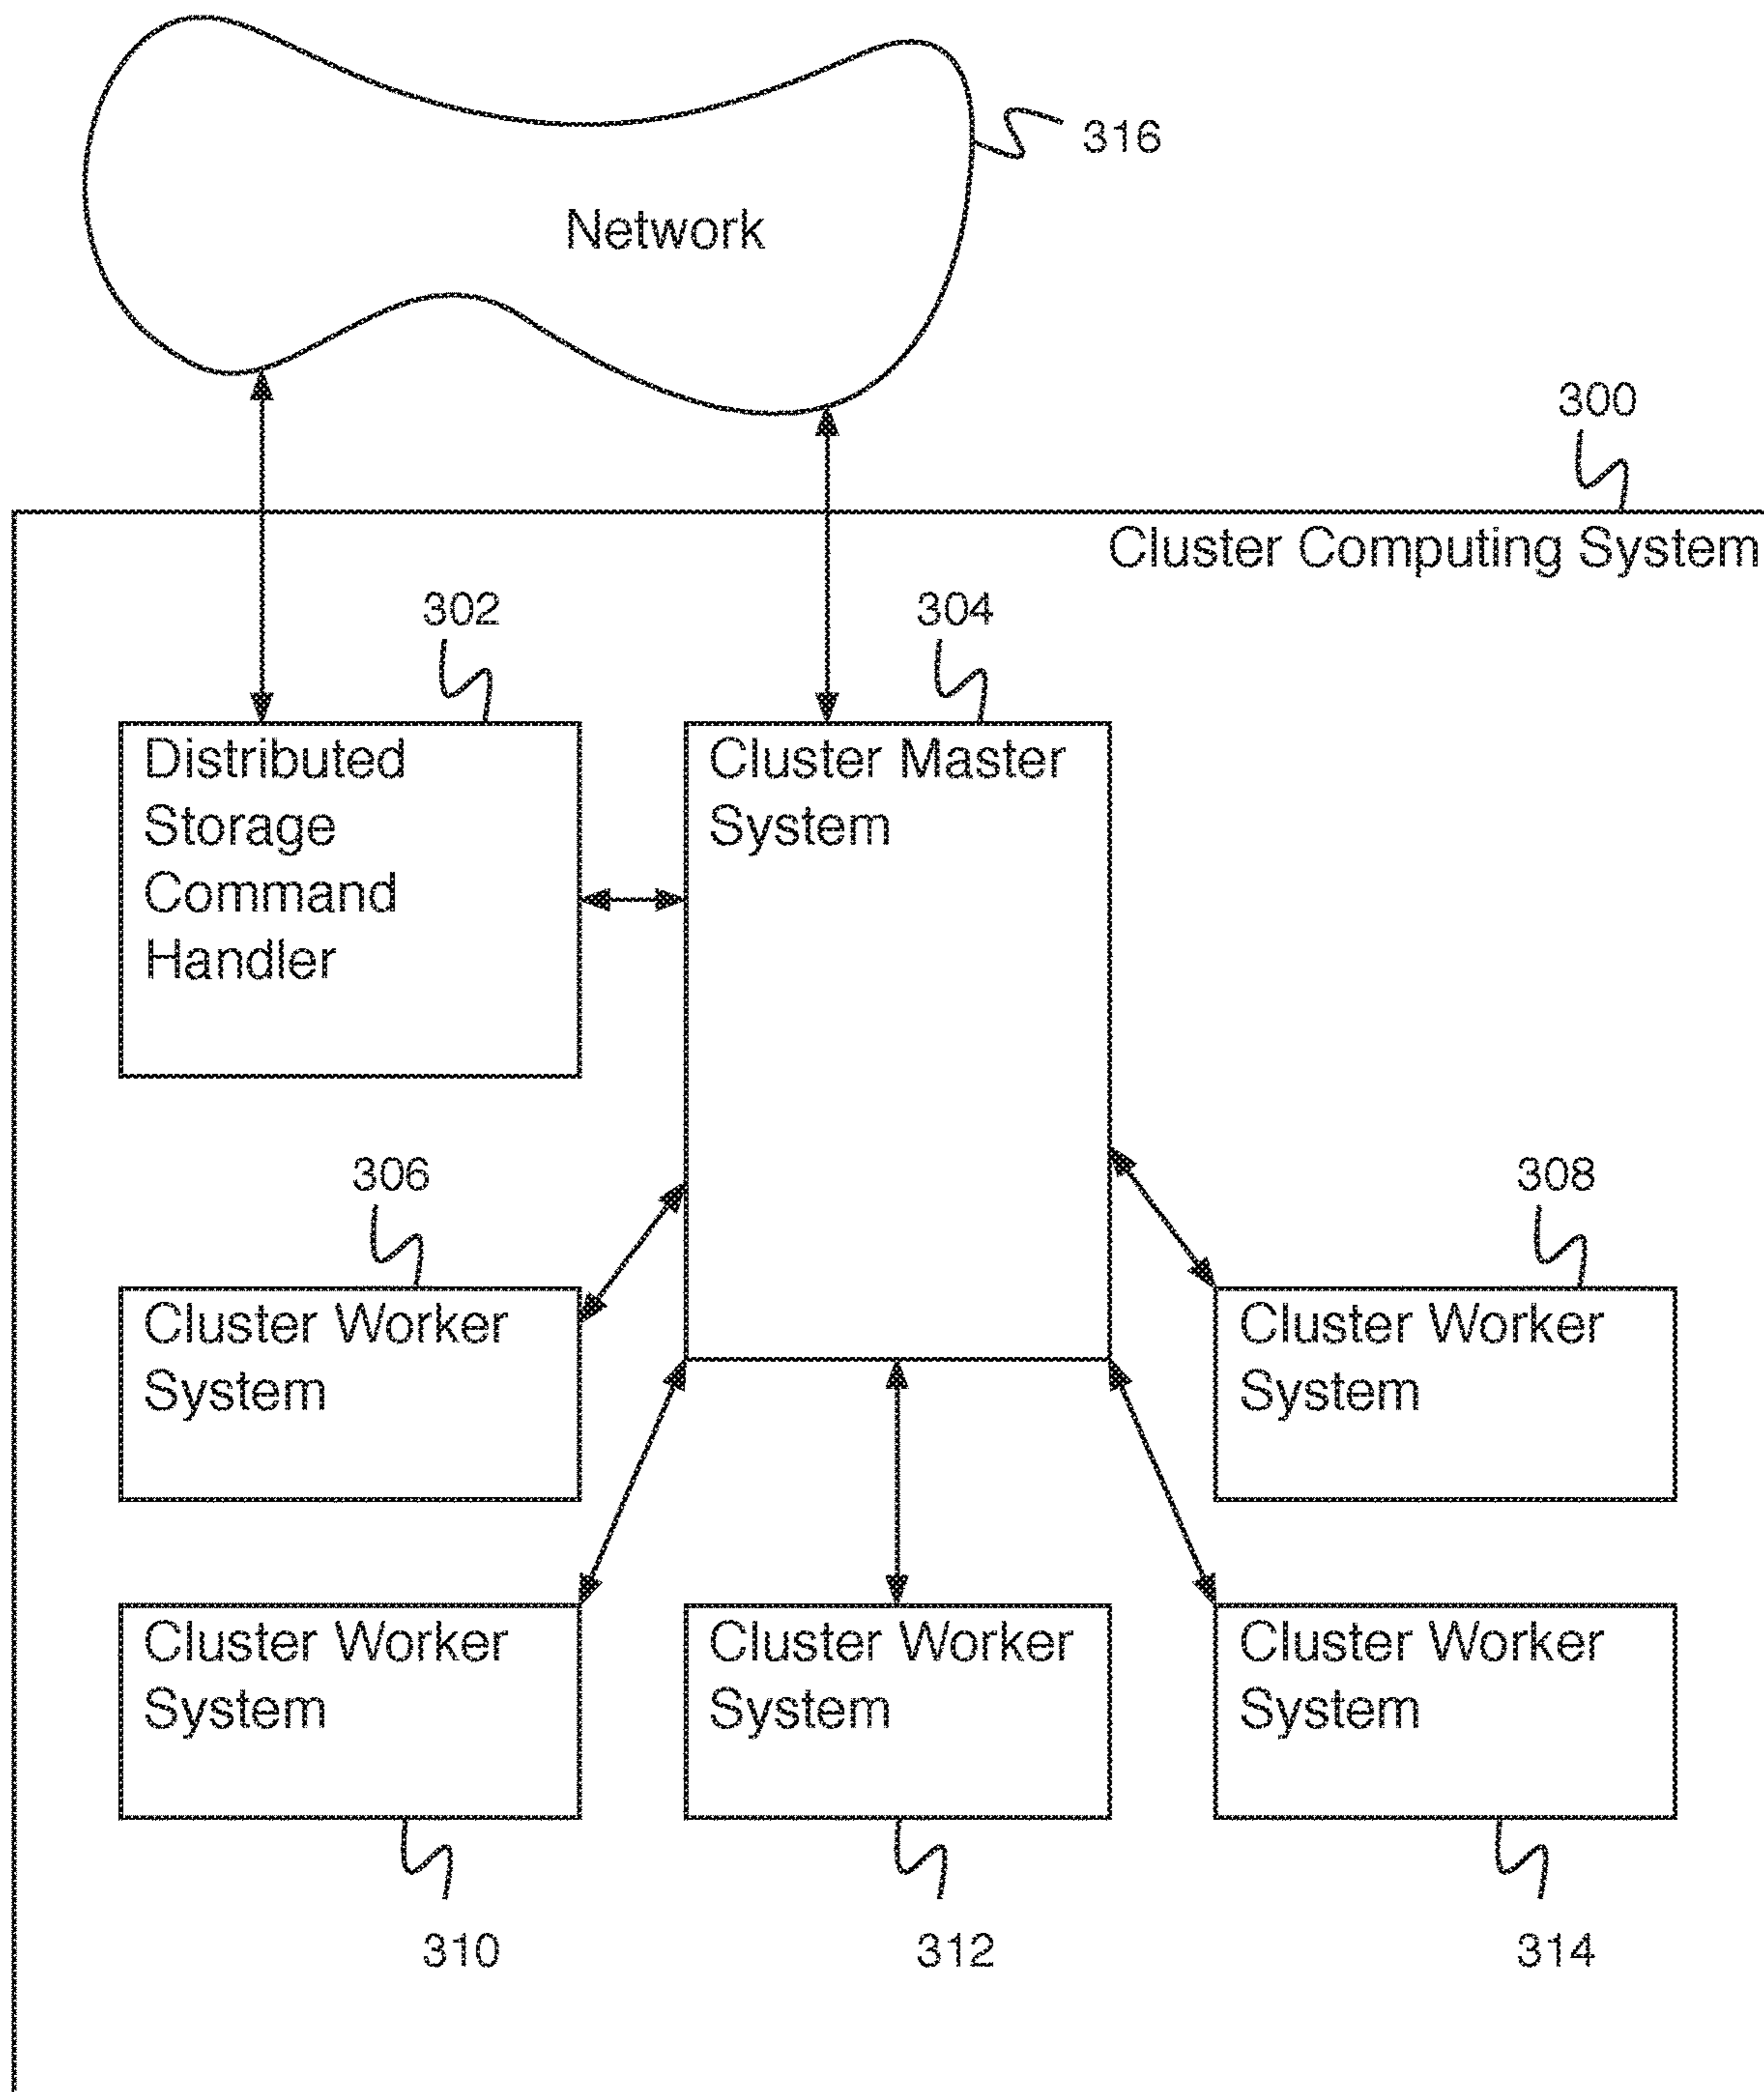 316
Network
300
Cluster Computing System
302
304
Distributed
Storage
Command
Handler
Cluster Master
System
306
308
Cluster Worker
System
Cluster Worker
System
Cluster Worker
System
Cluster Worker
System
Cluster Worker
System
310
312
314